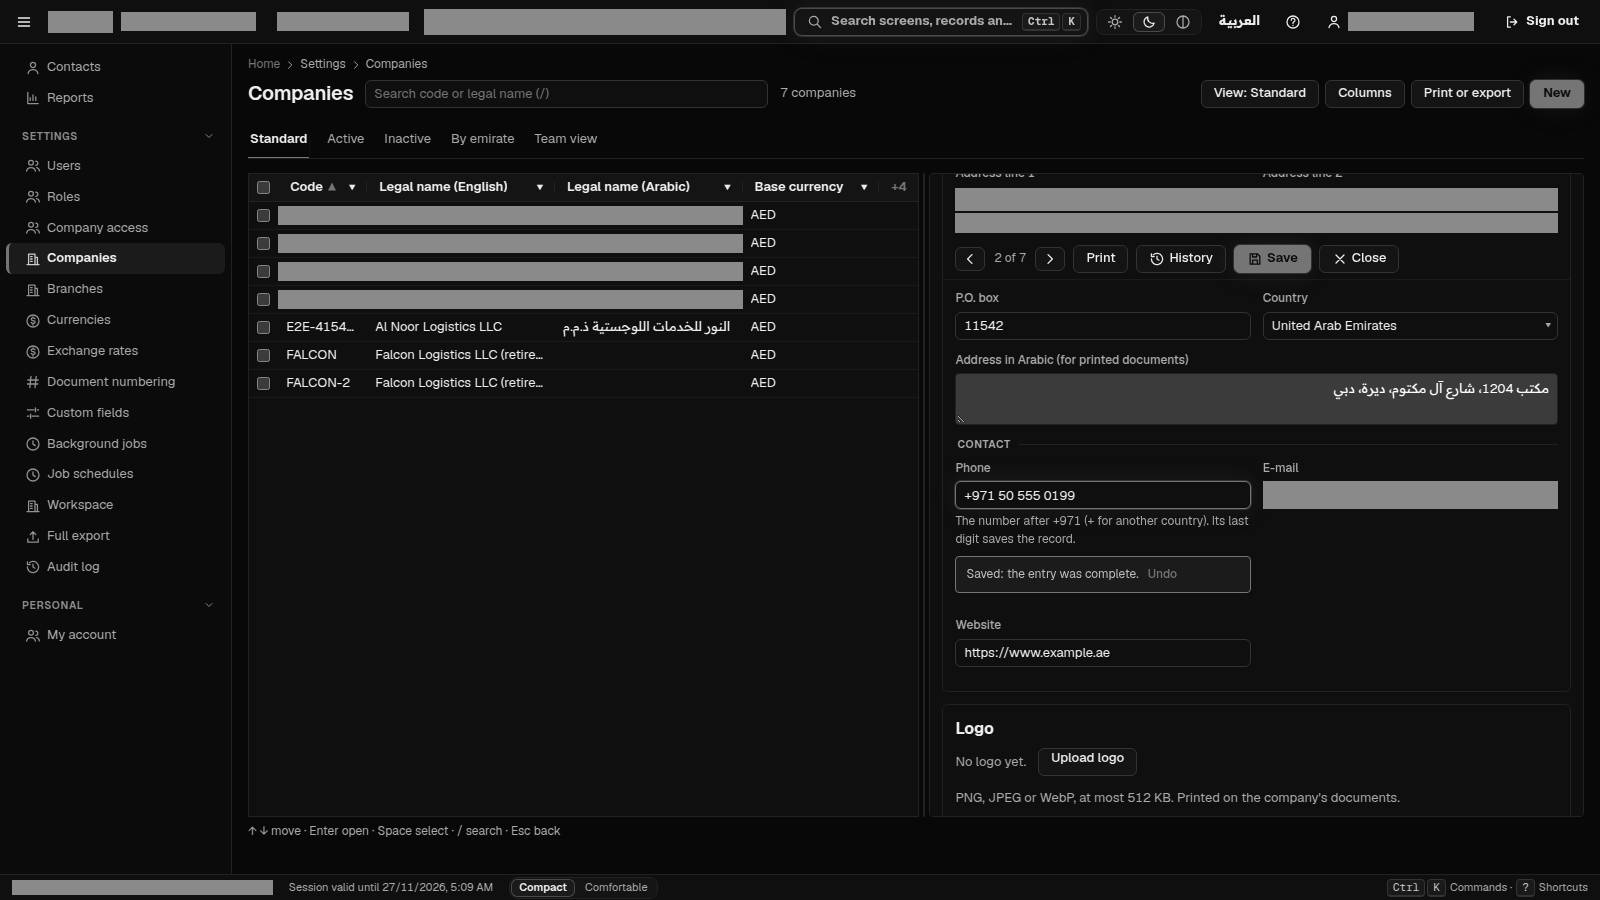 Search screens, records an... Ctrl K
العربية
Sign out
Contacts
Reports
SETTINGS
Users
Roles
Company access
Companies
Branches
Currencies
Exchange rates
Document numbering
Custom fields
Background jobs
Job schedules
Workspace
Full export
Audit log
PERSONAL
My account
Home > Settings > Companies
Companies
Search code or legal name (/)
7 companies
View: Standard
Columns
Print or export
New
Standard Active Inactive By emirate Team view
Code Legal name (English) Legal name (Arabic) Base currency +4
AED
AED
AED
AED
E2E-4154... Al Noor Logistics LLC النور للخدمات اللوجستية ذ.م.م AED
FALCON Falcon Logistics LLC (retire... AED
FALCON-2 Falcon Logistics LLC (retire... AED
↑↓ move · Enter open · Space select · / search · Esc back
Address line 1 Address line 2
2 of 7 Print History Save Close
P.O. box Country
11542 United Arab Emirates
Address in Arabic (for printed documents)
مكتب 1204، شارع آل مكتوم، ديرة، دبي
CONTACT
Phone E-mail
+971 50 555 0199
The number after +971 (+ for another country). Its last
digit saves the record.
Saved: the entry was complete. Undo
Website
https://www.example.ae
Logo
No logo yet. Upload logo
PNG, JPEG or WebP, at most 512 KB. Printed on the company's documents.
Session valid until 27/11/2026, 5:09 AM
Compact Comfortable
Ctrl K Commands · ? Shortcuts